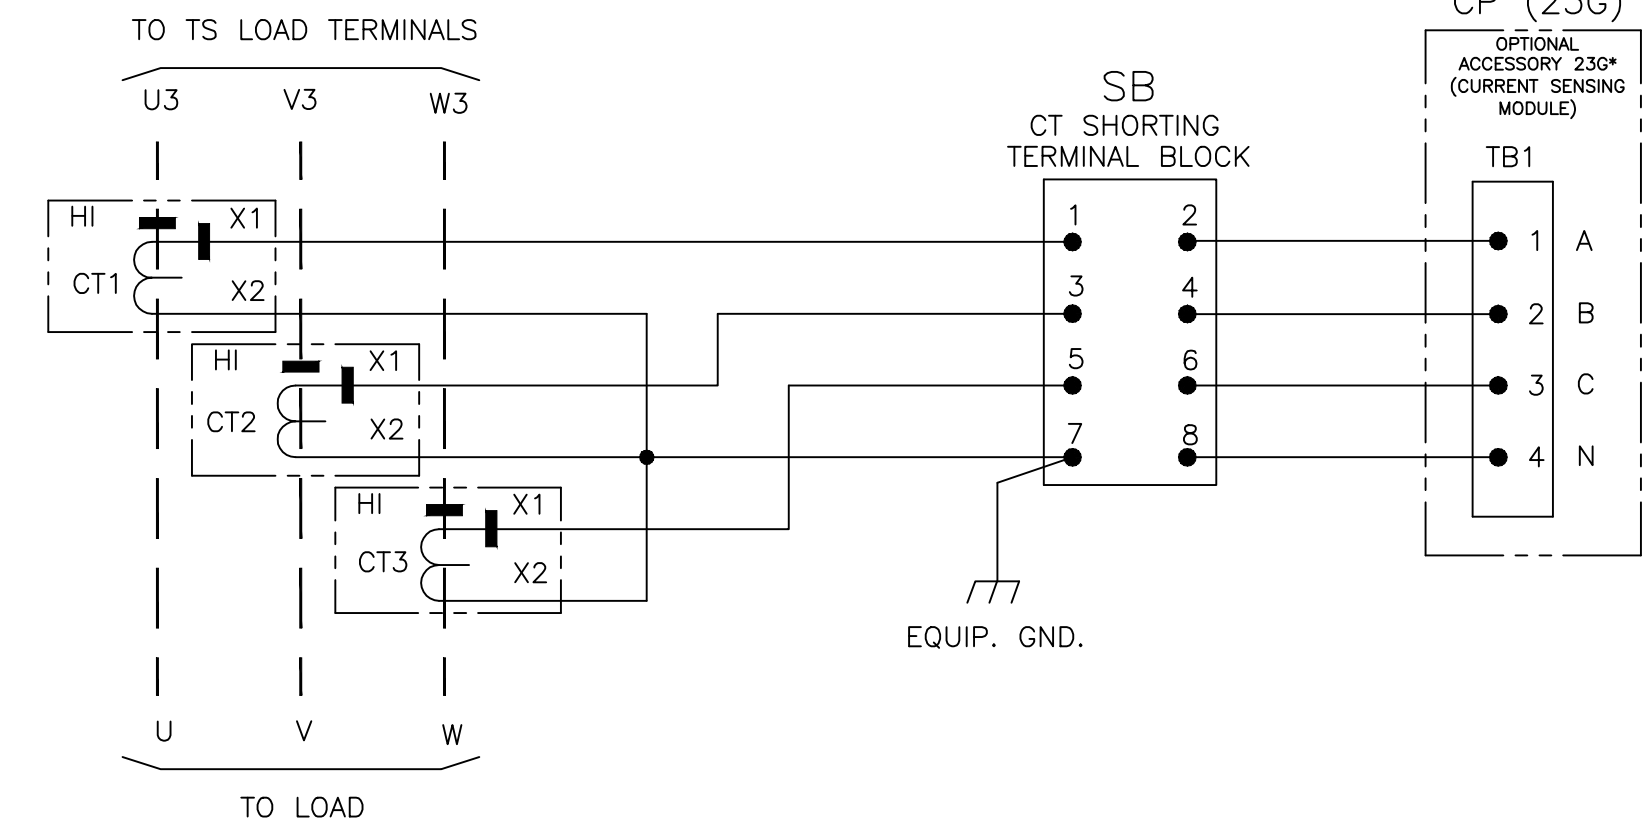 TO TS LOAD TERMINALS
U3 V3 W3
HI X1
CT1 X2
HI X1
CT2 X2
HI X1
CT3 X2
U V W
TO LOAD
SB
CT SHORTING
TERMINAL BLOCK
1 2
3 4
5 6
7 8
EQUIP. GND.
CP (23G)
OPTIONAL
ACCESSORY 23G*
(CURRENT SENSING
MODULE)
TB1
1 A
2 B
3 C
4 N